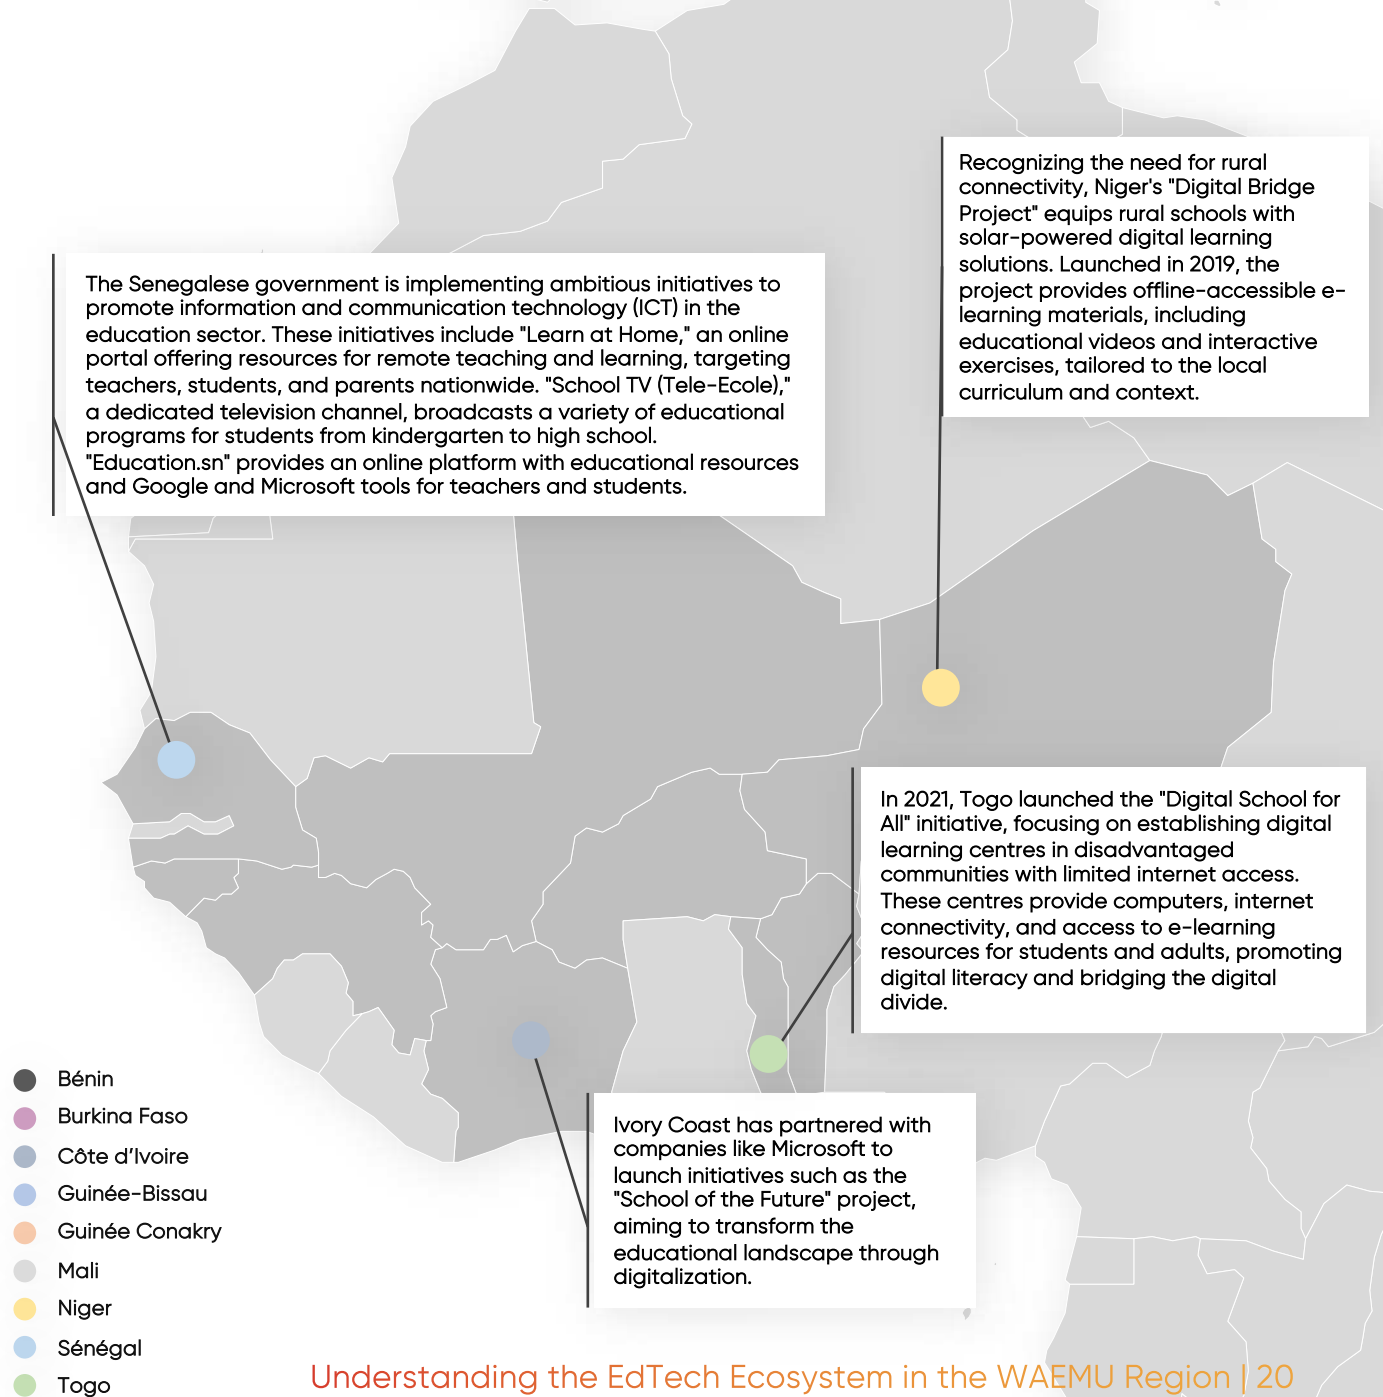 Recognizing the need for rural
connectivity, Niger's "Digital Bridge
Project" equips rural schools with
solar-powered digital learning
solutions. Launched in 2019, the
project provides offline-accessible e-
learning materials, including
educational videos and interactive
exercises, tailored to the local
curriculum and context.
The Senegalese government is implementing ambitious initiatives to
promote information and communication technology (ICT) in the
education sector. These initiatives include "Learn at Home," an online
portal offering resources for remote teaching and learning, targeting
teachers, students, and parents nationwide. "School TV (Tele-Ecole),"
a dedicated television channel, broadcasts a variety of educational
programs for students from kindergarten to high school.
"Education.sn" provides an online platform with educational resources
and Google and Microsoft tools for teachers and students.
In 2021, Togo launched the "Digital School for
All" initiative, focusing on establishing digital
learning centres in disadvantaged
communities with limited internet access.
These centres provide computers, internet
connectivity, and access to e-learning
resources for students and adults, promoting
digital literacy and bridging the digital
divide.
Ivory Coast has partnered with
companies like Microsoft to
launch initiatives such as the
"School of the Future" project,
aiming to transform the
educational landscape through
digitalization.
Bénin
Burkina Faso
Côte d’Ivoire
Guinée-Bissau
Guinée Conakry
Mali
Niger
Sénégal
Togo
Understanding the EdTech Ecosystem in the WAEMU Region | 20